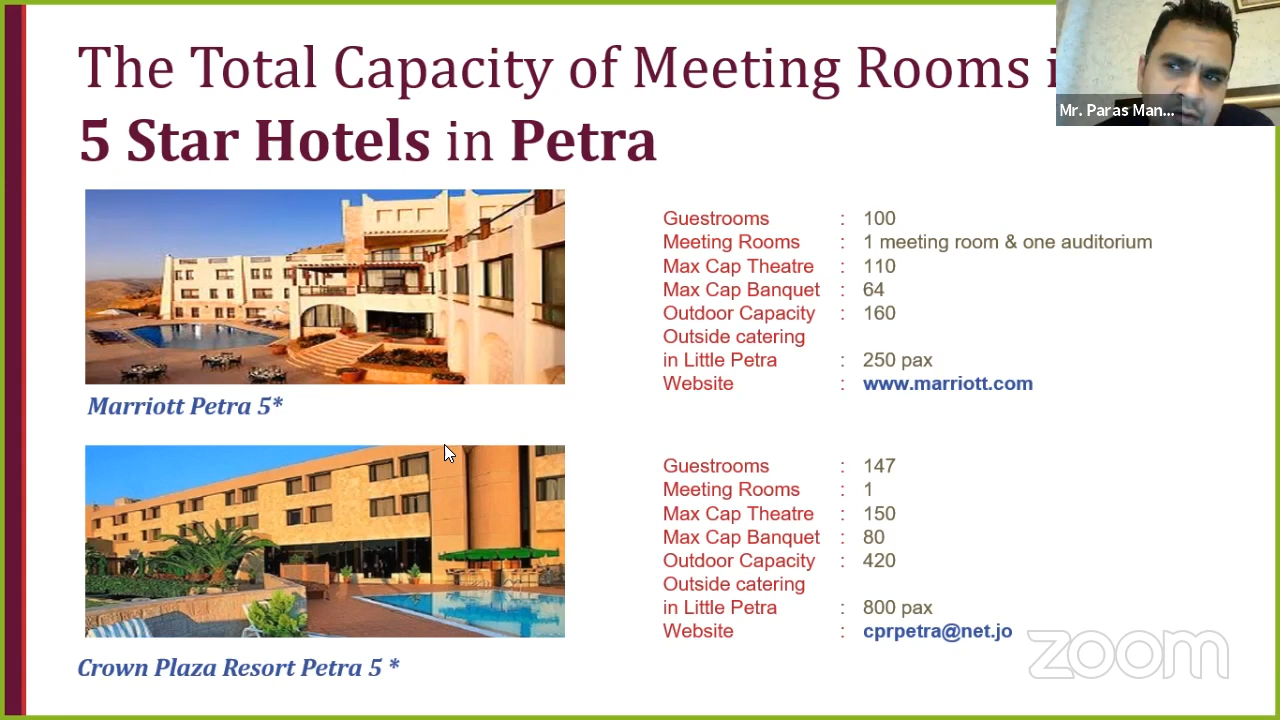 The Total Capacity of Meeting Rooms
5 Star Hotels in Petra
Mr. Paras Man...
Guestrooms : 100
Meeting Rooms : 1 meeting room & one auditorium
Max Cap Theatre : 110
Max Cap Banquet : 64
Outdoor Capacity : 160
Outside catering
in Little Petra : 250 pax
Website : www.marriott.com
Marriott Petra 5*
Guestrooms : 147
Meeting Rooms : 1
Max Cap Theatre : 150
Max Cap Banquet : 80
Outdoor Capacity : 420
Outside catering
in Little Petra : 800 pax
Website : cprpetra@net.jo
Crown Plaza Resort Petra 5 *
zoom